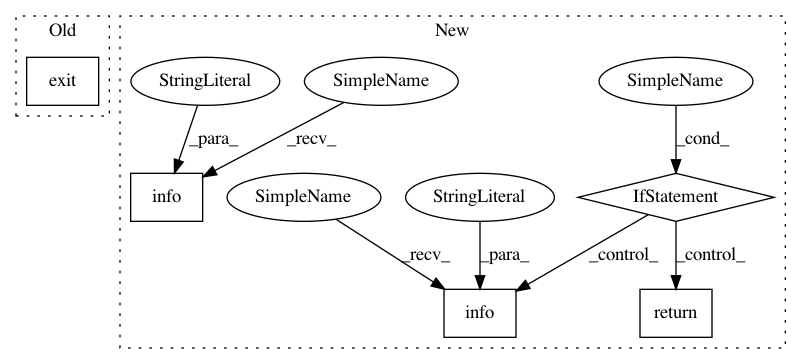 Old
New
exit
StringLiteral
SimpleName
SimpleName
_para_
_recv_
_cond_
info
SimpleName
StringLiteral
IfStatement
_recv_
_para_
_control_
_control_
info
return